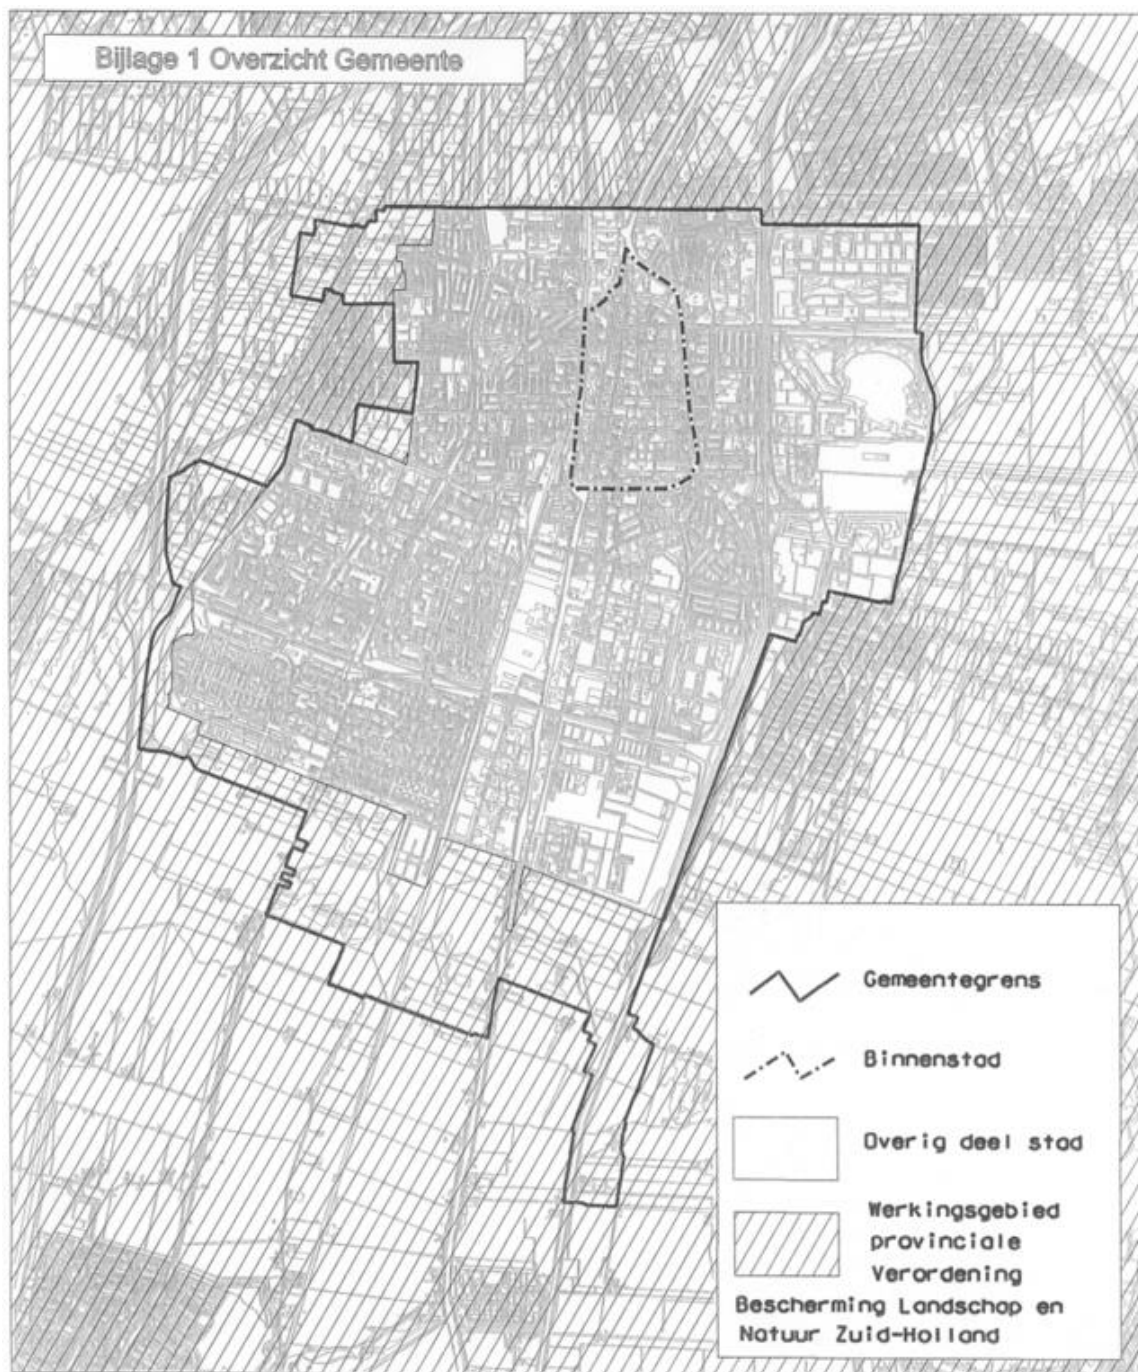 Bijlage 1 Overzicht Gemeente
Gemeentegrens
Binnenstad
Overig deel stad
Werkingsgebied
provinciale
Verordening
Bescherming Landschap en
Natuur Zuid-Holland